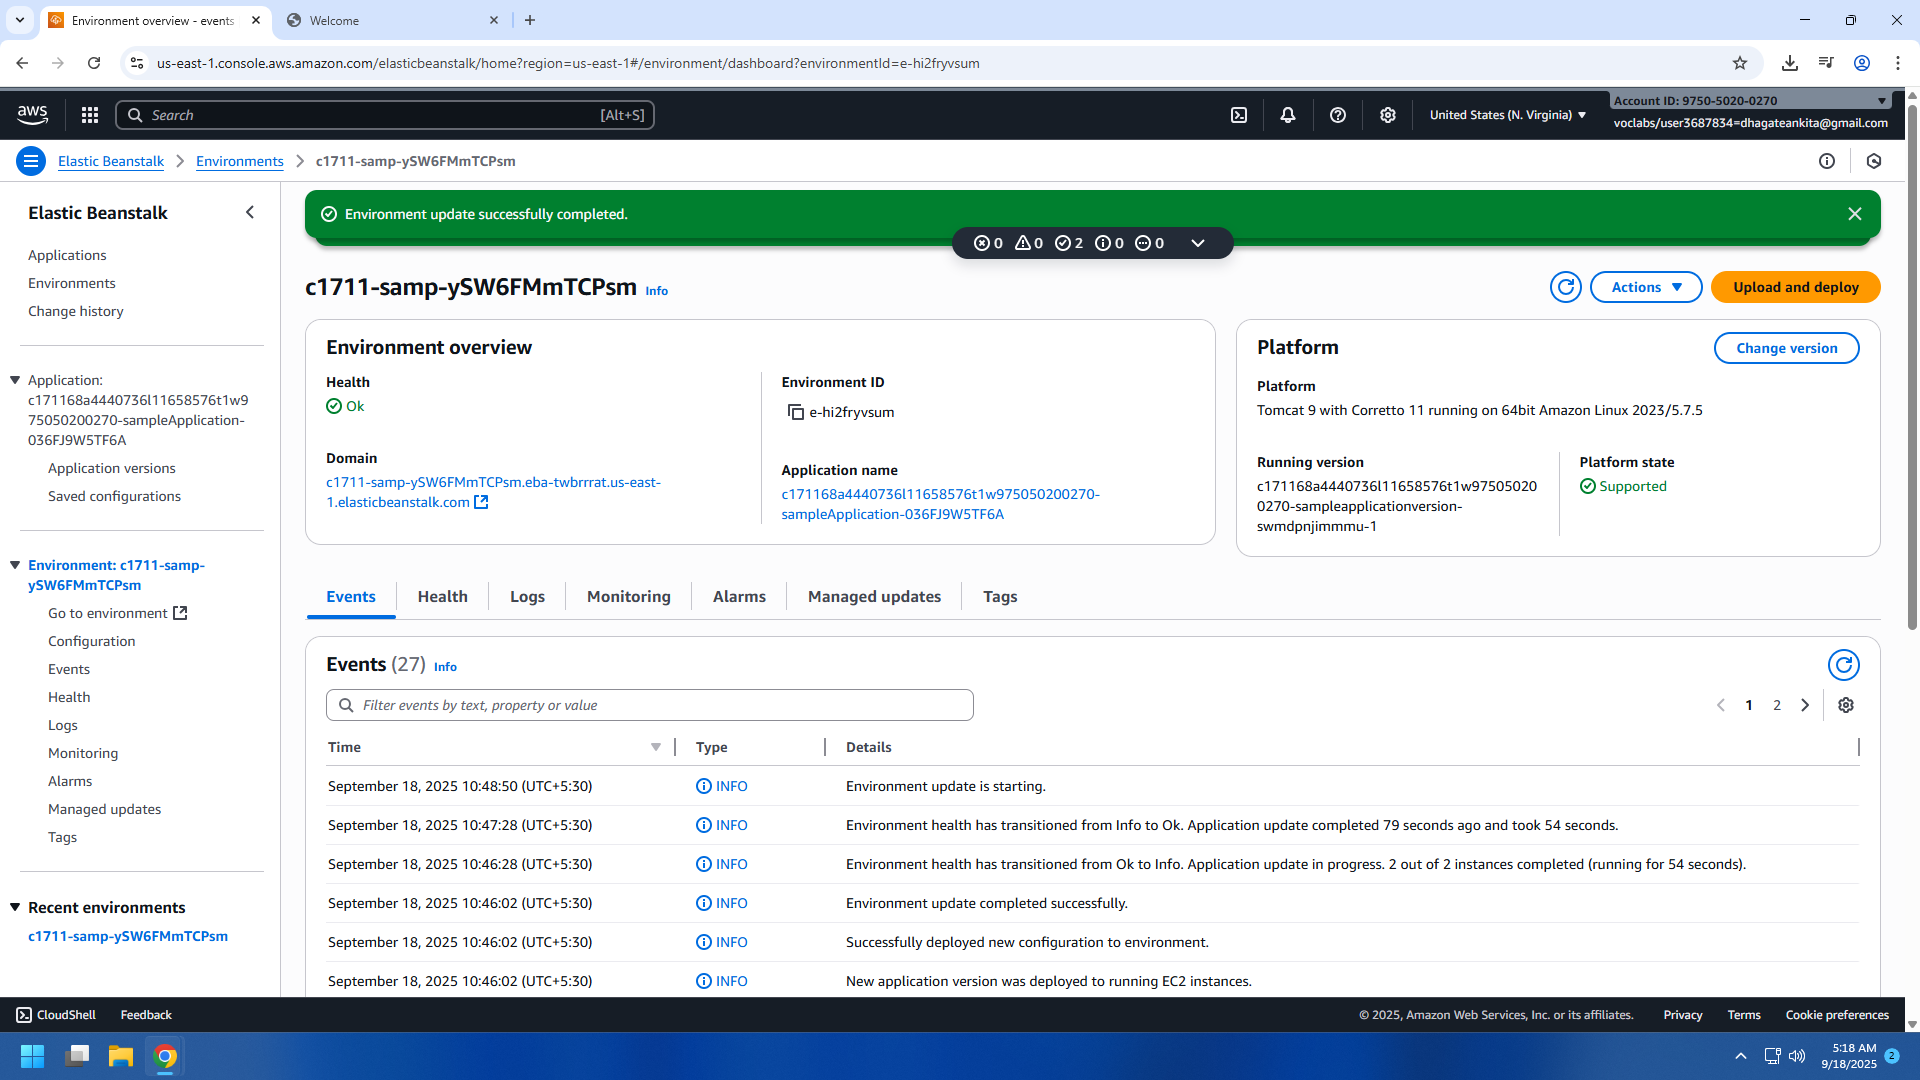 Environment overview - events
Welcome
us-east-1.console.aws.amazon.com/elasticbeanstalk/home?region=us-east-1#/environment/dashboard?environmentId=e-hi2fryvsum
aws
Search
[Alt+S]
United States (N. Virginia)
Account ID: 9750-5020-0270
voclabs/user3687834=dhagateankita@gmail.com
Elastic Beanstalk
Environments
c1711-samp-ySW6FMmTCPsm
Elastic Beanstalk
Applications
Environments
Change history
Application:
c171168a4440736l11658576t1w9
75050200270-sampleApplication-
036FJ9W5TF6A
Application versions
Saved configurations
Environment: c1711-samp-
ySW6FMmTCPsm
Go to environment
Configuration
Events
Health
Logs
Monitoring
Alarms
Managed updates
Tags
Recent environments
c1711-samp-ySW6FMmTCPsm
Environment update successfully completed.
0 0 2 0 0
c1711-samp-ySW6FMmTCPsm Info
Actions
Upload and deploy
Environment overview
Health
Ok
Domain
c1711-samp-ySW6FMmTCPsm.eba-twbrrrat.us-east-
1.elasticbeanstalk.com
Environment ID
e-hi2fryvsum
Application name
c171168a4440736l11658576t1w975050200270-
sampleApplication-036FJ9W5TF6A
Platform
Change version
Platform
Tomcat 9 with Corretto 11 running on 64bit Amazon Linux 2023/5.7.5
Running version
c171168a4440736l11658576t1w97505020
0270-sampleapplicationversion-
swmdpnjimmmu-1
Platform state
Supported
Events
Health
Logs
Monitoring
Alarms
Managed updates
Tags
Events (27) Info
Filter events by text, property or value
1 2
Time Type Details
September 18, 2025 10:48:50 (UTC+5:30) INFO Environment update is starting.
September 18, 2025 10:47:28 (UTC+5:30) INFO Environment health has transitioned from Info to Ok. Application update completed 79 seconds ago and took 54 seconds.
September 18, 2025 10:46:28 (UTC+5:30) INFO Environment health has transitioned from Ok to Info. Application update in progress. 2 out of 2 instances completed (running for 54 seconds).
September 18, 2025 10:46:02 (UTC+5:30) INFO Environment update completed successfully.
September 18, 2025 10:46:02 (UTC+5:30) INFO Successfully deployed new configuration to environment.
September 18, 2025 10:46:02 (UTC+5:30) INFO New application version was deployed to running EC2 instances.
CloudShell
Feedback
© 2025, Amazon Web Services, Inc. or its affiliates.
Privacy
Terms
Cookie preferences
5:18 AM
9/18/2025
2